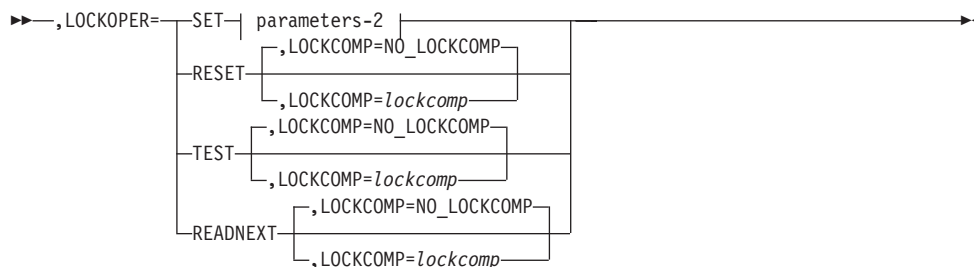 ,LOCKOPER= SET parameters-2
,LOCKCOMP=NO_LOCKCOMP
RESET
,LOCKCOMP=lockcomp
,LOCKCOMP=NO_LOCKCOMP
TEST
,LOCKCOMP=lockcomp
,LOCKCOMP=NO_LOCKCOMP
READNEXT
,LOCKCOMP=lockcomp